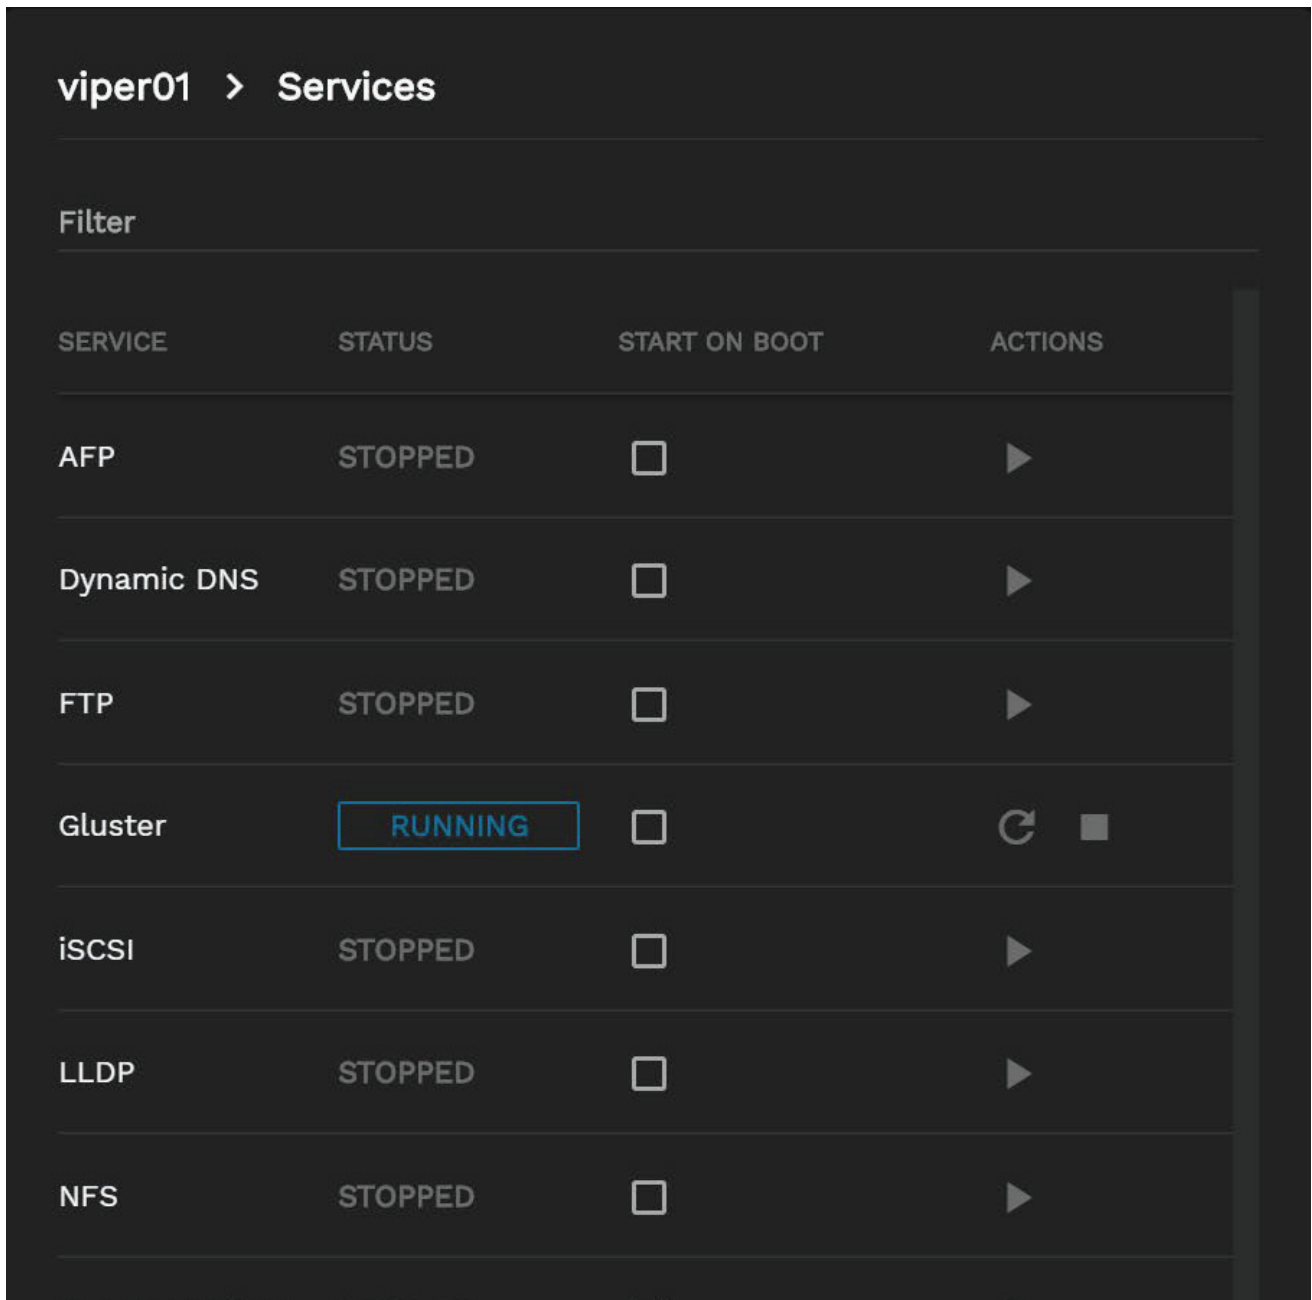 viper01 > Services
Filter
SERVICE STATUS START ON BOOT ACTIONS
AFP STOPPED
Dynamic DNS STOPPED
FTP STOPPED
Gluster RUNNING
iSCSI STOPPED
LLDP STOPPED
NFS STOPPED